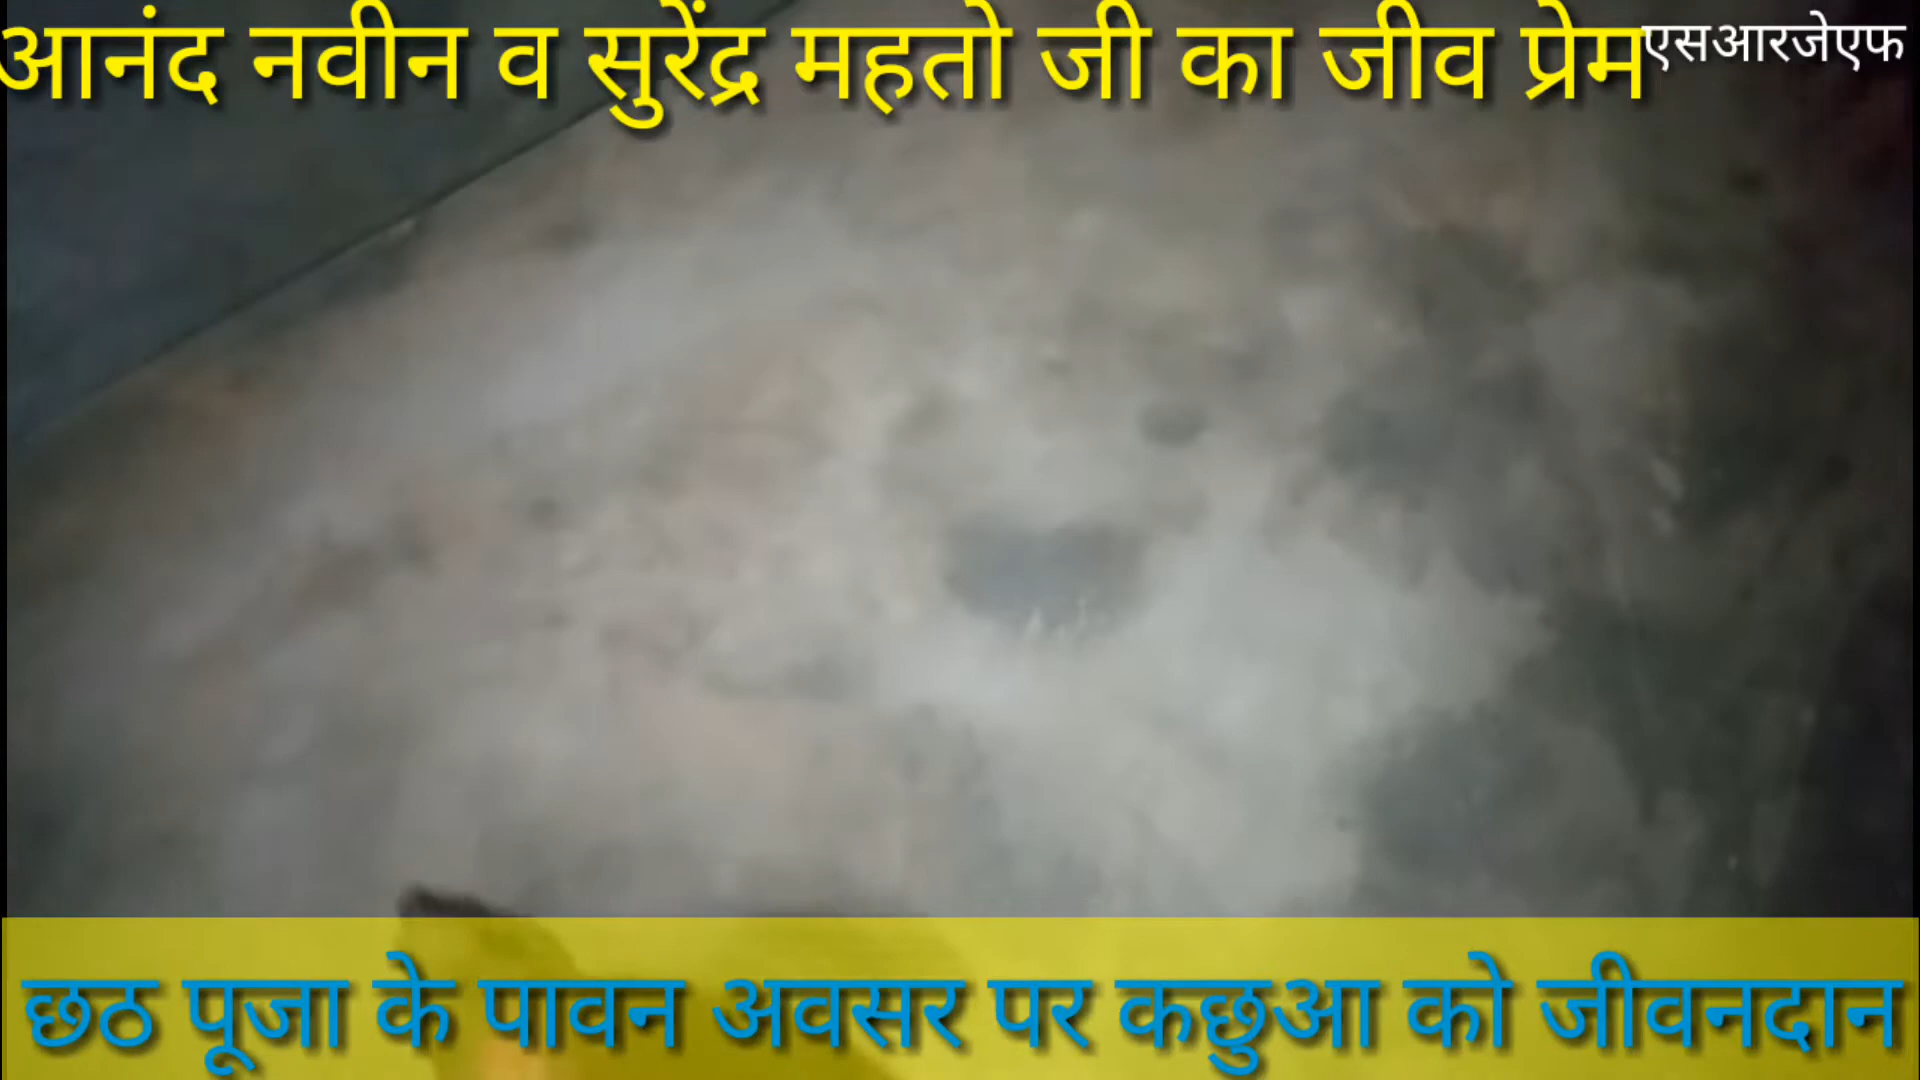 आनंद नवीन व सुरेंद्र महतो जी का जीव प्रेम
एसआरजेएफ
छठ पूजा के पावन अवसर पर कछुआ को जीवनदान